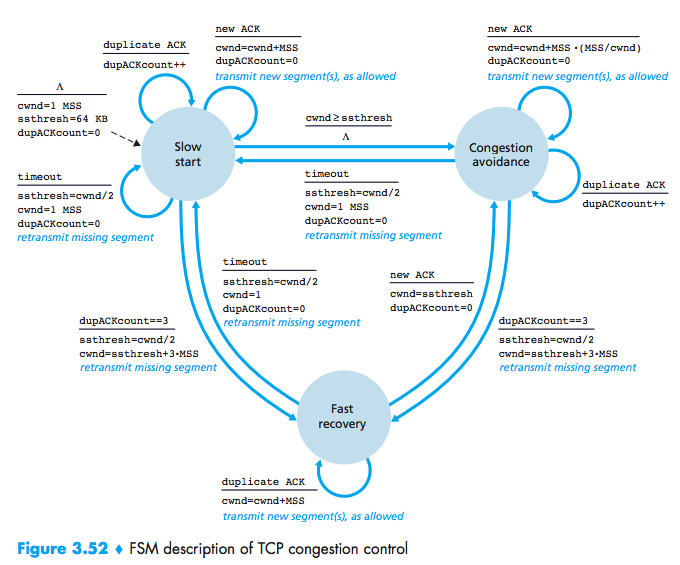 new ACK
cwnd=cwnd+MSS
dupACKcount=0
transmit new segment(s), as allowed
new ACK
cwnd=cwnd+MSS •(MSS/cwnd)
dupACKcount=0
transmit new segment(s), as allowed
duplicate ACK
dupACKcount++
Λ
cwnd=1 MSS
ssthresh=64 KB
dupACKcount=0
cwnd≥ssthresh
Λ
Slow
start
Congestion
avoidance
timeout
ssthresh=cwnd/2
cwnd=1 MSS
dupACKcount=0
retransmit missing segment
timeout
ssthresh=cwnd/2
cwnd=1 MSS
dupACKcount=0
retransmit missing segment
duplicate ACK
dupACKcount++
timeout
ssthresh=cwnd/2
cwnd=1
dupACKcount=0
retransmit missing segment
new ACK
cwnd=ssthresh
dupACKcount=0
dupACKcount==3
ssthresh=cwnd/2
cwnd=ssthresh+3•MSS
retransmit missing segment
dupACKcount==3
ssthresh=cwnd/2
cwnd=ssthresh+3•MSS
retransmit missing segment
Fast
recovery
duplicate ACK
cwnd=cwnd+MSS
transmit new segment(s), as allowed
Figure 3.52 ♦ FSM description of TCP congestion control